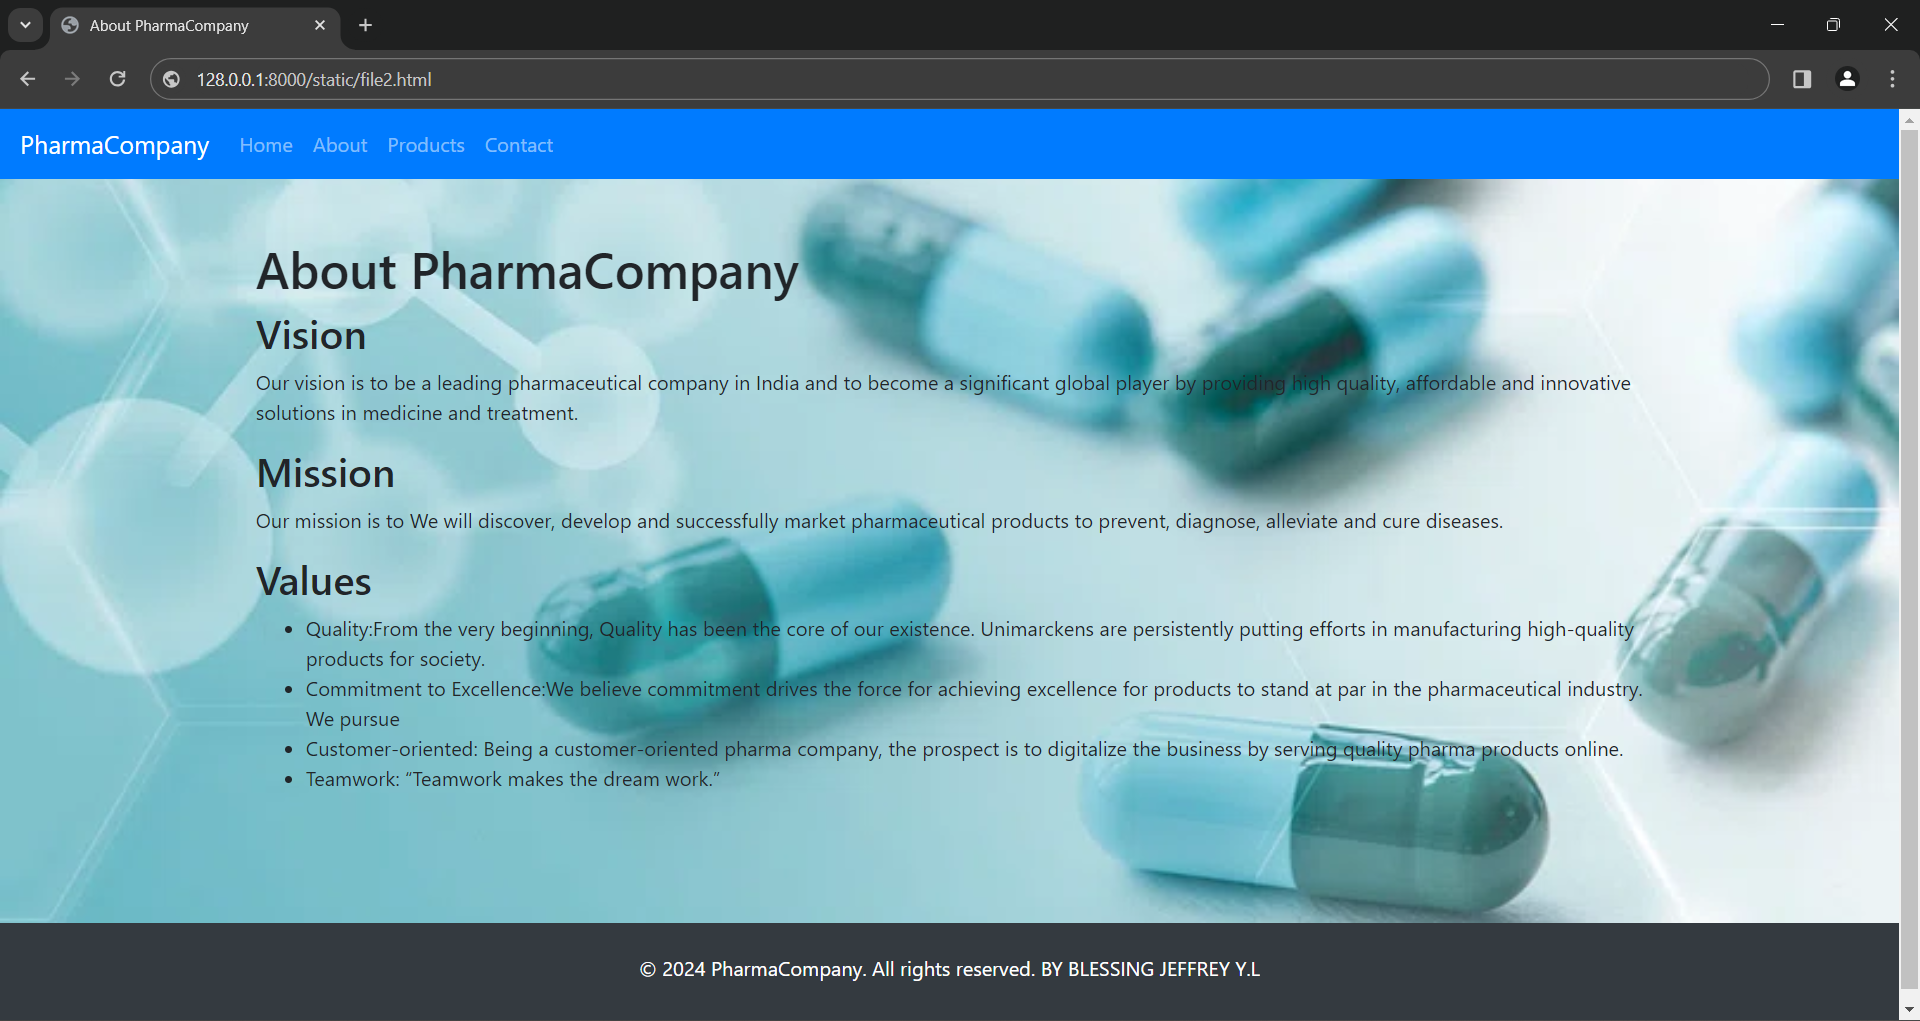 About PharmaCompany
128.0.0.1:8000/static/file2.html
PharmaCompany Home About Products Contact
About PharmaCompany
Vision
Our vision is to be a leading pharmaceutical company in India and to become a significant global player by providing high quality, affordable and innovative
solutions in medicine and treatment.
Mission
Our mission is to We will discover, develop and successfully market pharmaceutical products to prevent, diagnose, alleviate and cure diseases.
Values
• Quality:From the very beginning, Quality has been the core of our existence. Unimarckens are persistently putting efforts in manufacturing high-quality
products for society.
• Commitment to Excellence:We believe commitment drives the force for achieving excellence for products to stand at par in the pharmaceutical industry.
We pursue
• Customer-oriented: Being a customer-oriented pharma company, the prospect is to digitalize the business by serving quality pharma products online.
• Teamwork: “Teamwork makes the dream work.”
© 2024 PharmaCompany. All rights reserved. BY BLESSING JEFFREY Y.L